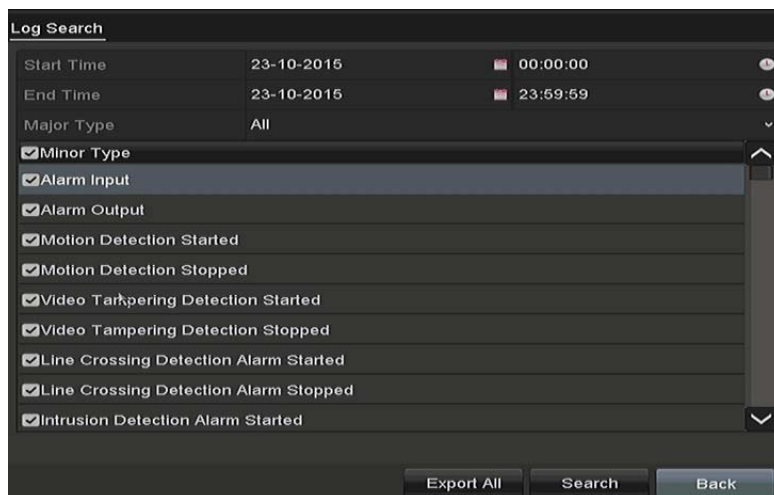 Log Search
Start Time 23-10-2015 00:00:00
End Time 23-10-2015 23:59:59
Major Type All
Minor Type
Alarm Input
Alarm Output
Motion Detection Started
Motion Detection Stopped
Video Tampering Detection Started
Video Tampering Detection Stopped
Line Crossing Detection Alarm Started
Line Crossing Detection Alarm Stopped
Intrusion Detection Alarm Started
Export All Search Back